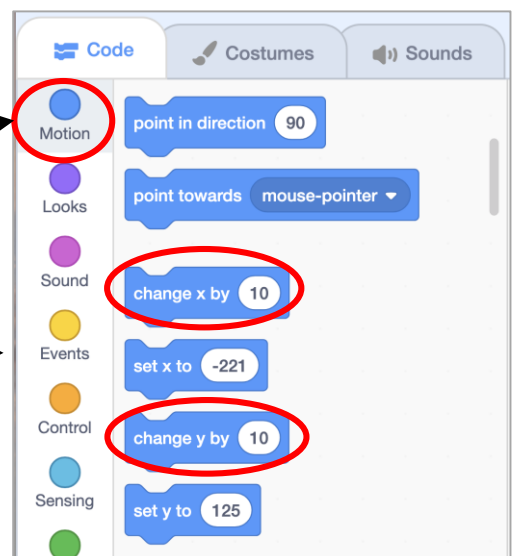 Code Costumes Sounds
Motion
Looks
Sound
Events
Control
Sensing
point in direction 90
point towards mouse-pointer
change x by 10
set x to -221
change y by 10
set y to 125